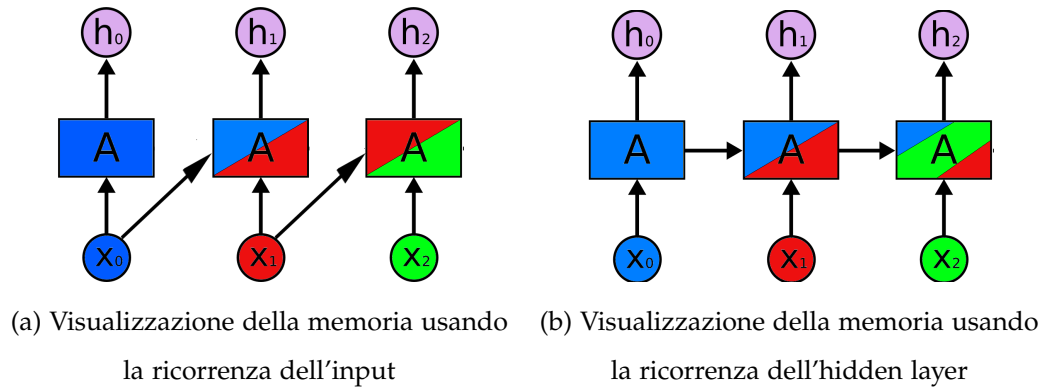 h₀ h₁ h₂ h₀ h₁ h₂
A A A A A A
x₀ x₁ x₂ x₀ x₁ x₂
(a) Visualizzazione della memoria usando
la ricorrenza dell'input
(b) Visualizzazione della memoria usando
la ricorrenza dell'hidden layer